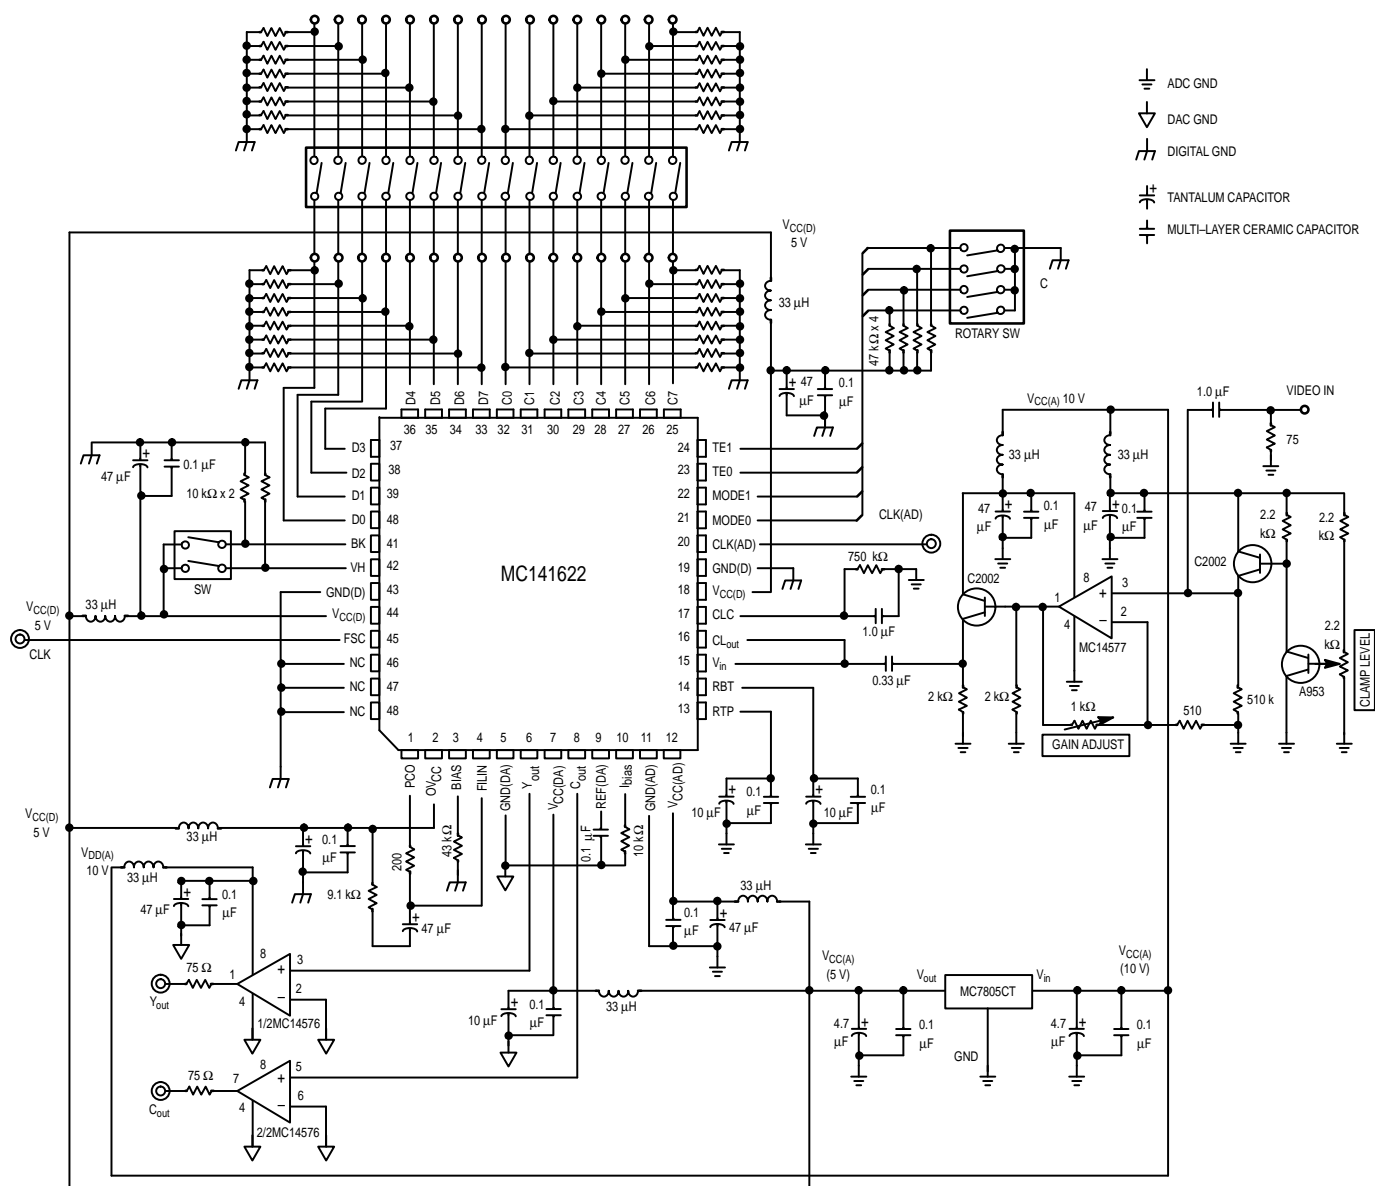 ADC GND
DAC GND
DIGITAL GND
+
TANTALUM CAPACITOR
MULTI–LAYER CERAMIC CAPACITOR
VCC(D)
5 V
33 µH
47 kΩ x 4
ROTARY SW
C
+
47
µF
0.1
µF
D4
D5
D6
D7
C0
C1
C2
C3
C4
C5
C6
C7
36
35
34
33
32
31
30
29
28
27
26
25
D3
37
D2
38
D1
39
D0
48
BK
41
VH
42
GND(D)
43
VCC(D)
44
FSC
45
NC
46
NC
47
NC
48
MC141622
24
TE1
23
TE0
22
MODE1
21
MODE0
20
CLK(AD)
19
GND(D)
18
VCC(D)
17
CLC
16
CLout
15
Vin
14
RBT
13
RTP
1
2
3
4
5
6
7
8
9
10
11
12
PCO
OVCC
BIAS
FILIN
GND(DA)
Yout
VCC(DA)
Cout
REF(DA)
Ibias
GND(AD)
VCC(AD)
+
47 µF
0.1 µF
10 kΩ x 2
SW
VCC(D)
5 V
33 µH
CLK
CLK(AD)
750 kΩ
1.0 µF
0.33 µF
VCC(A) 10 V
33 µH
33 µH
47
µF
+
0.1
µF
47
µF
+
0.1
µF
1.0 µF
VIDEO IN
75
2.2
kΩ
2.2
kΩ
C2002
C2002
1
8
4
+
–
3
2
MC14577
2.2
kΩ
CLAMP LEVEL
A953
2 kΩ
2 kΩ
1 kΩ
GAIN ADJUST
510
510 k
+
10 µF
0.1
µF
+
10 µF
0.1
µF
VCC(D)
5 V
33 µH
+
0.1
µF
9.1 kΩ
200
43 kΩ
+
47 µF
0.1 µF
10 kΩ
33 µH
0.1
µF
+
47 µF
VDD(A)
10 V
33 µH
+
47 µF
0.1
µF
75 Ω
Yout
1
8
4
+
–
3
2
1/2MC14576
75 Ω
Cout
7
8
4
+
–
5
6
2/2MC14576
+
10 µF
0.1
µF
33 µH
VCC(A)
(5 V)
Vout
MC7805CT
Vin
VCC(A)
(10 V)
4.7
µF
+
0.1
µF
GND
4.7
µF
+
0.1
µF